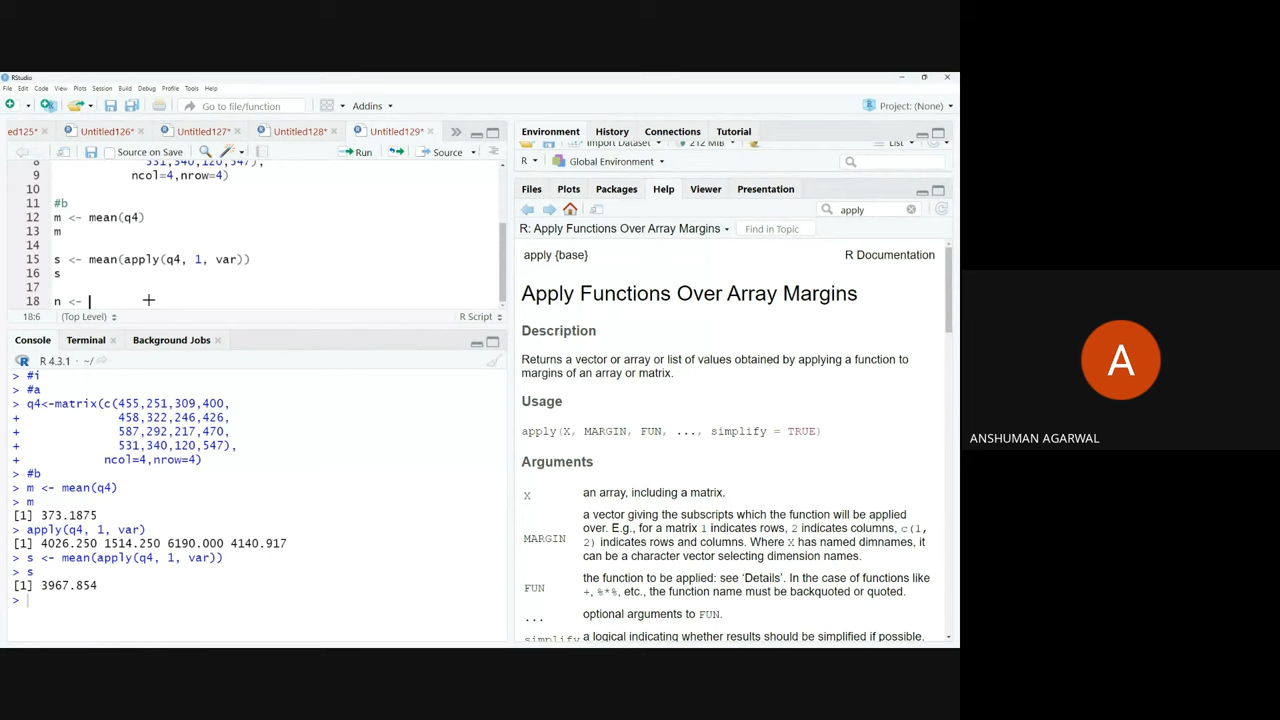 RStudio
File Edit Code View Plots Session Build Debug Profile Tools Help
Go to file/function
Addins
Project: (None)
ed125*
Untitled126*
Untitled127*
Untitled128*
Untitled129*
Source on Save
Run
Source
8 531,340,120,547),
9 ncol=4,nrow=4)
10
11 #b
12 m <- mean(q4)
13 m
14
15 s <- mean(apply(q4, 1, var))
16 s
17
18 n <-
18:6 (Top Level) R Script
Console Terminal Background Jobs
R 4.3.1 · ~/
> #i
> #a
> q4<-matrix(c(455,251,309,400,
+ 458,322,246,426,
+ 587,292,217,470,
+ 531,340,120,547),
+ ncol=4,nrow=4)
> #b
> m <- mean(q4)
> m
[1] 373.1875
> apply(q4, 1, var)
[1] 4026.250 1514.250 6190.000 4140.917
> s <- mean(apply(q4, 1, var))
> s
[1] 3967.854
>
Environment History Connections Tutorial
Import Dataset 212 MiB List
R Global Environment
Files Plots Packages Help Viewer Presentation
apply
R: Apply Functions Over Array Margins Find in Topic
apply {base} R Documentation
Apply Functions Over Array Margins
Description
Returns a vector or array or list of values obtained by applying a function to
margins of an array or matrix.
Usage
apply(X, MARGIN, FUN, ..., simplify = TRUE)
Arguments
X an array, including a matrix.
MARGIN a vector giving the subscripts which the function will be applied
over. E.g., for a matrix 1 indicates rows, 2 indicates columns, c(1,
2) indicates rows and columns. Where X has named dimnames, it
can be a character vector selecting dimension names.
FUN the function to be applied: see ‘Details’. In the case of functions like
+, %*%, etc., the function name must be backquoted or quoted.
... optional arguments to FUN.
simplify a logical indicating whether results should be simplified if possible.
A
ANSHUMAN AGARWAL